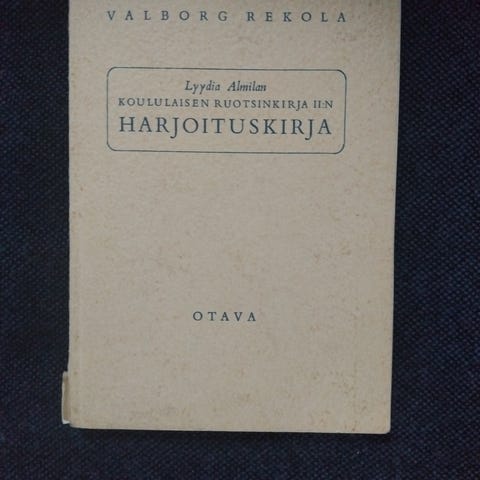 VALBORG REKOLA
Lyydia Almilan
KOULULAISEN RUOTSINKIRJA II:N
HARJOITUSKIRJA
OTAVA